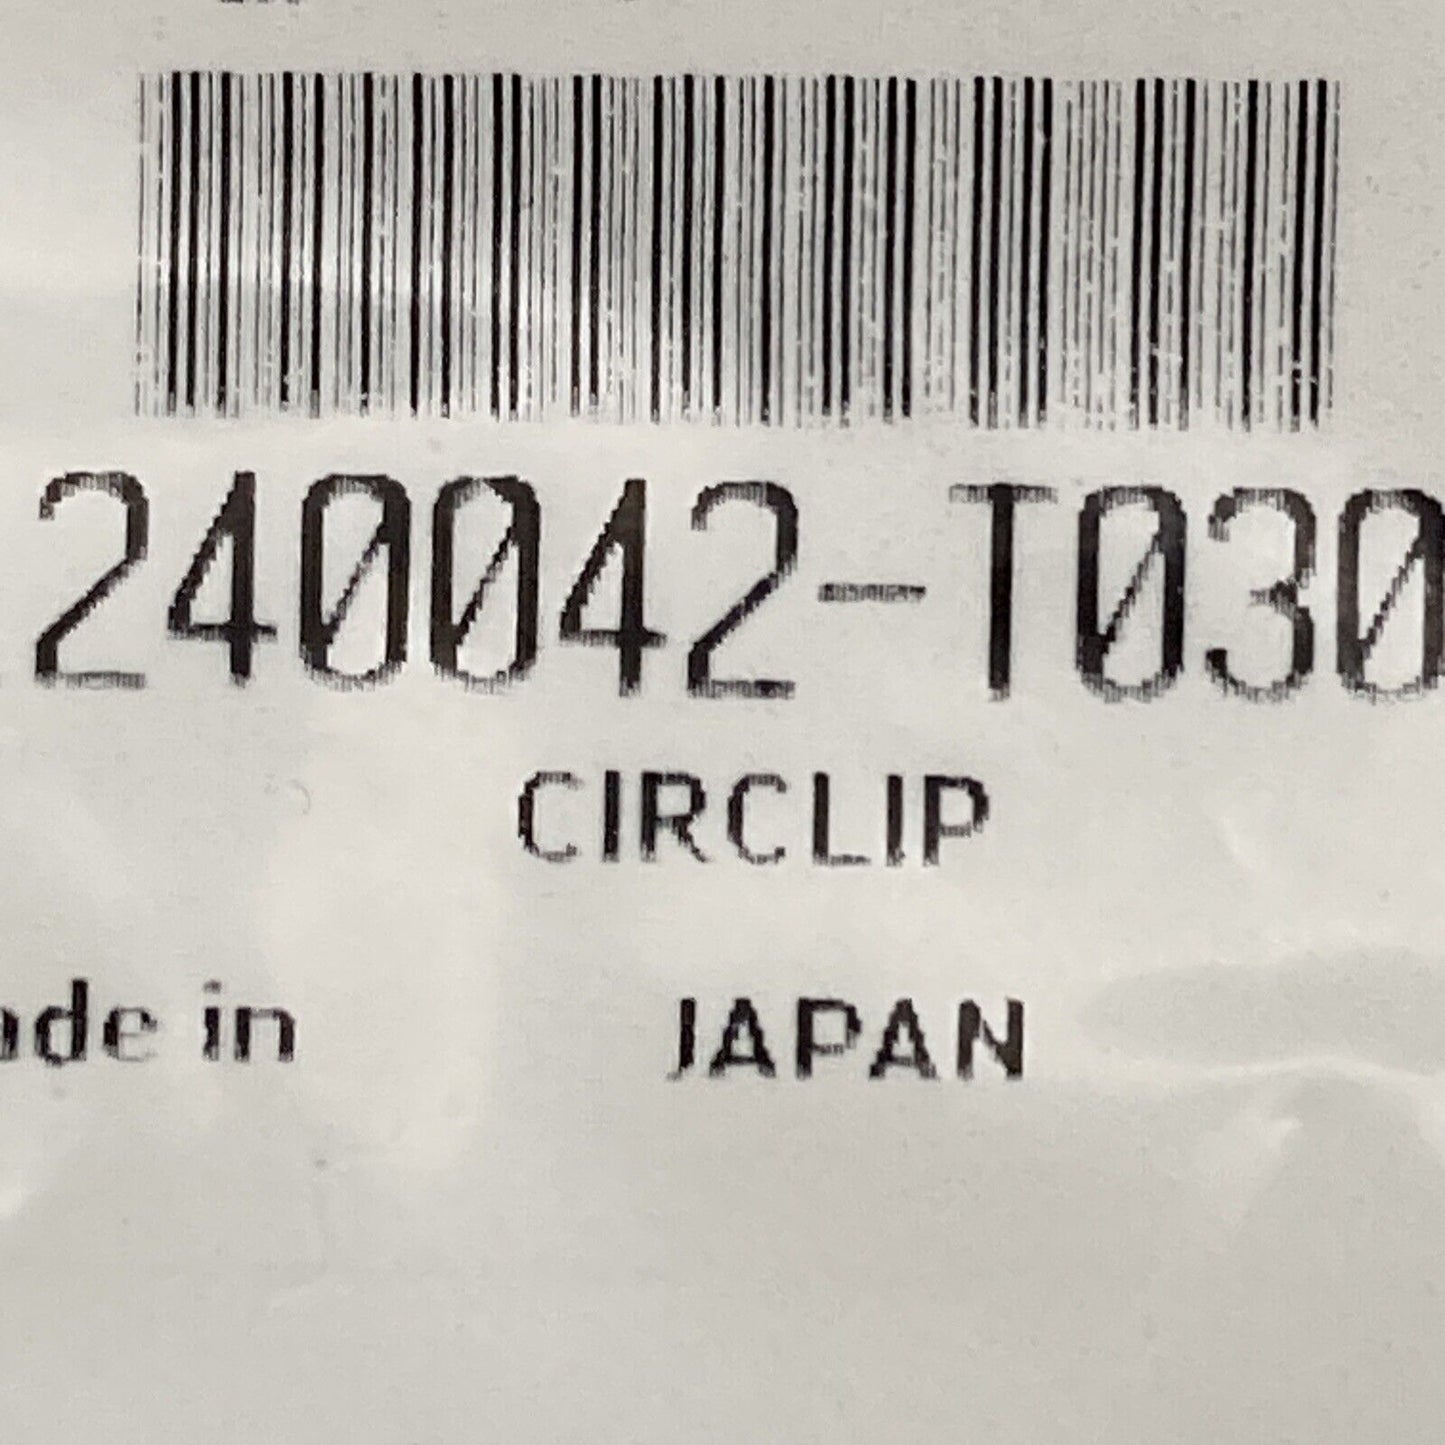 240042-T030
CIRCLIP
ade in JAPAN